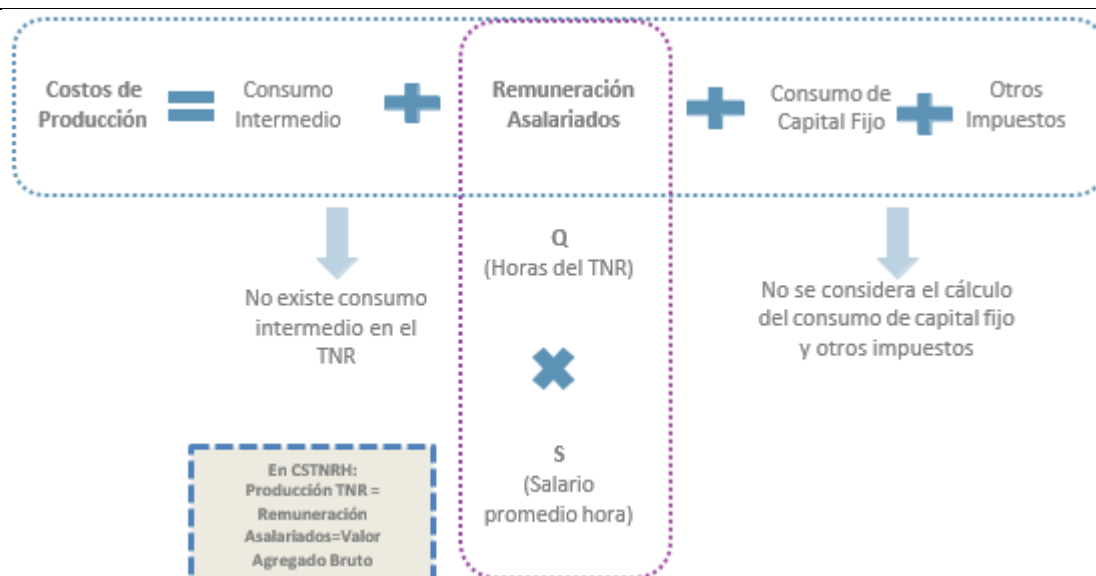 Costos de
Producción
Consumo
Intermedio
Remuneración
Asalariados
Consumo de
Capital Fijo
Otros
Impuestos
No existe consumo
intermedio en el
TNR
Q
(Horas del TNR)
S
(Salario
promedio hora)
No se considera el cálculo
del consumo de capital fijo
y otros impuestos
En CSTNRH:
Producción TNR =
Remuneración
Asalariados=Valor
Agregado Bruto